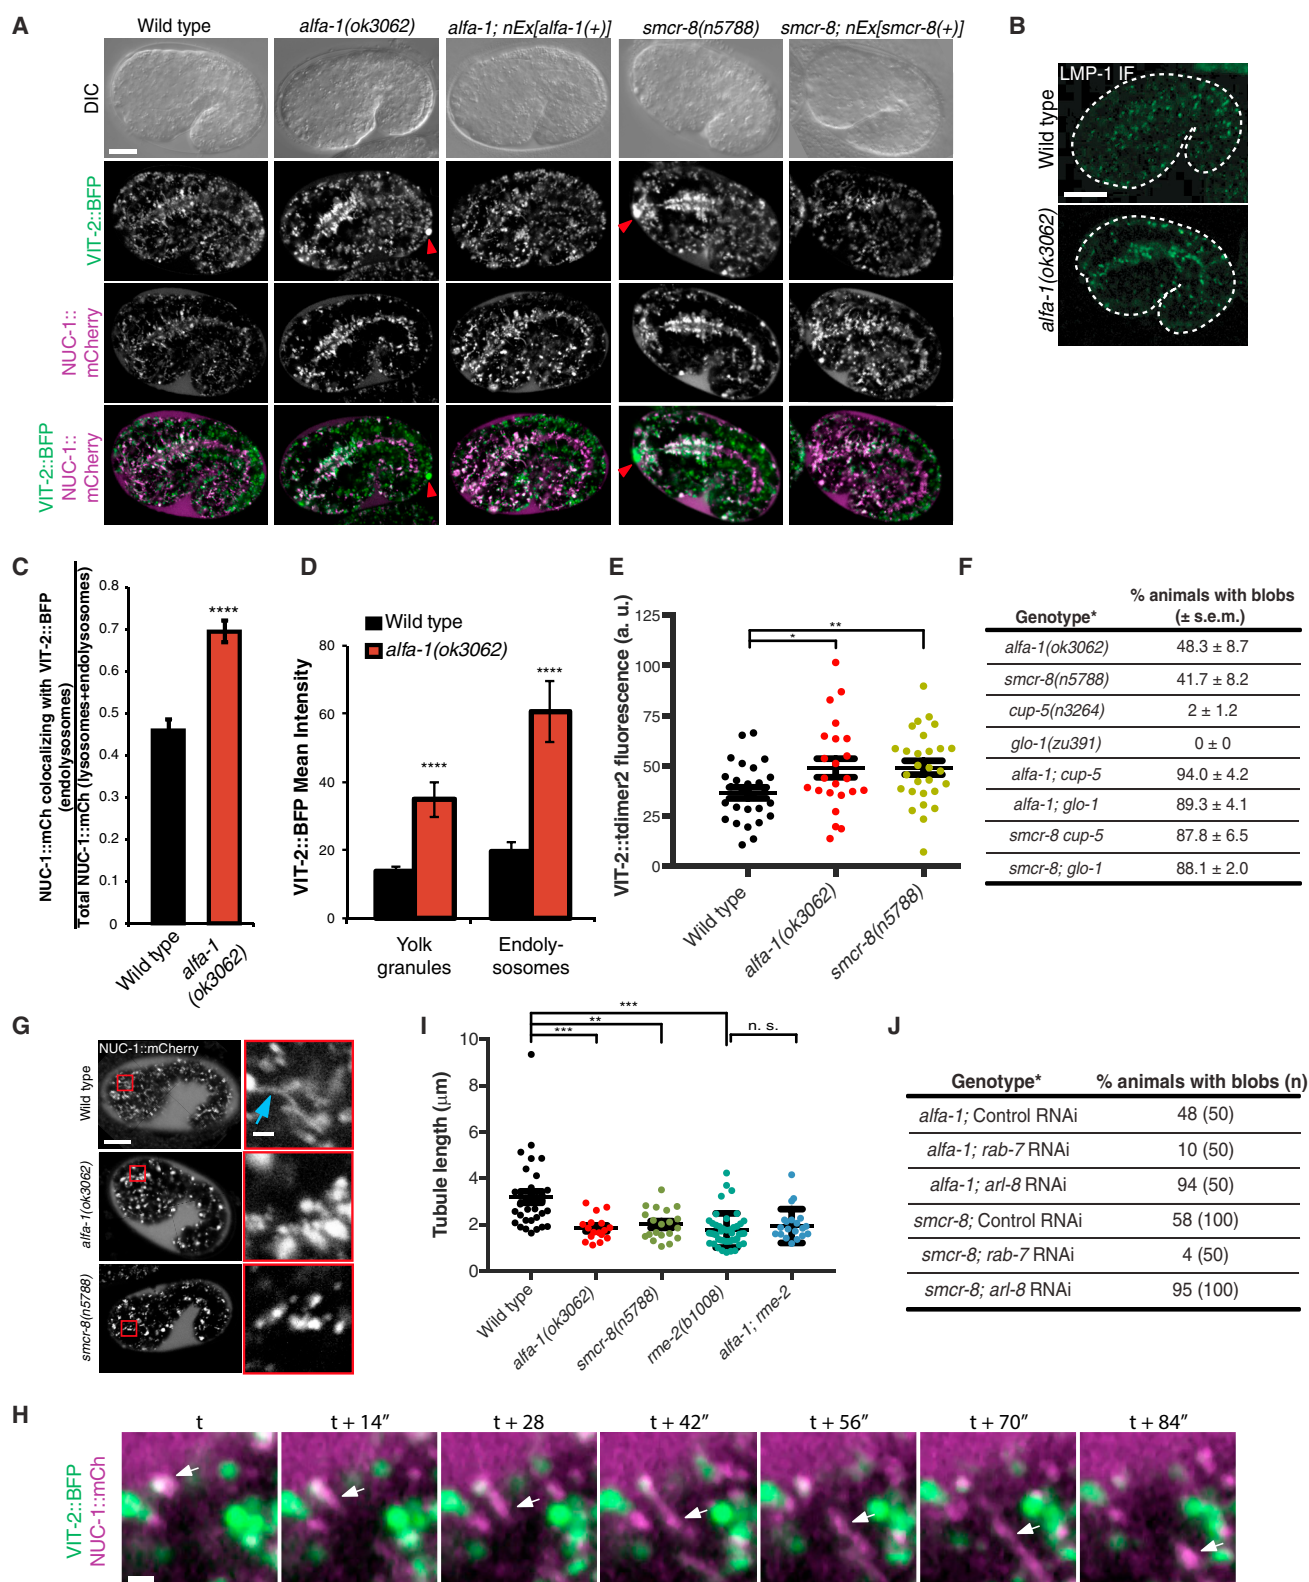 A
Wild type
alfa-1(ok3062)
alfa-1; nEx[alfa-1(+)]
smcr-8(n5788)
smcr-8; nEx[smcr-8(+)]
DIC
VIT-2::BFP
NUC-1::
mCherry
VIT-2::BFP
NUC-1::
mCherry
B
LMP-1 IF
Wild type
alfa-1(ok3062)
C
NUC-1::mCh colocalizing with VIT-2::BFP
(endolysosomes)
Total NUC-1::mCh (lysosomes+endolysosomes)
0.8
0.7
0.6
0.5
0.4
0.3
0.2
0.1
0
****
Wild type
alfa-1
(ok3062)
D
Wild type
alfa-1(ok3062)
VIT-2::BFP Mean Intensity
80
60
40
20
0
****
****
Yolk
granules
Endoly-
sosomes
E
VIT-2::tdimer2 fluorescence (a. u.)
125
100
75
50
25
0
**
*
Wild type
alfa-1(ok3062)
smcr-8(n5788)
F
Genotype* % animals with blobs
(± s.e.m.)
alfa-1(ok3062) 48.3 ± 8.7
smcr-8(n5788) 41.7 ± 8.2
cup-5(n3264) 2 ± 1.2
glo-1(zu391) 0 ± 0
alfa-1; cup-5 94.0 ± 4.2
alfa-1; glo-1 89.3 ± 4.1
smcr-8 cup-5 87.8 ± 6.5
smcr-8; glo-1 88.1 ± 2.0
G
NUC-1::mCherry
Wild type
alfa-1(ok3062)
smcr-8(n5788)
I
Tubule length (μm)
10
8
6
4
2
0
***
**
***
n. s.
Wild type
alfa-1(ok3062)
smcr-8(n5788)
rme-2(b1008)
alfa-1; rme-2
J
Genotype* % animals with blobs (n)
alfa-1; Control RNAi 48 (50)
alfa-1; rab-7 RNAi 10 (50)
alfa-1; arl-8 RNAi 94 (50)
smcr-8; Control RNAi 58 (100)
smcr-8; rab-7 RNAi 4 (50)
smcr-8; arl-8 RNAi 95 (100)
H
VIT-2::BFP
NUC-1::mCh
t
t + 14″
t + 28
t + 42″
t + 56″
t + 70″
t + 84″